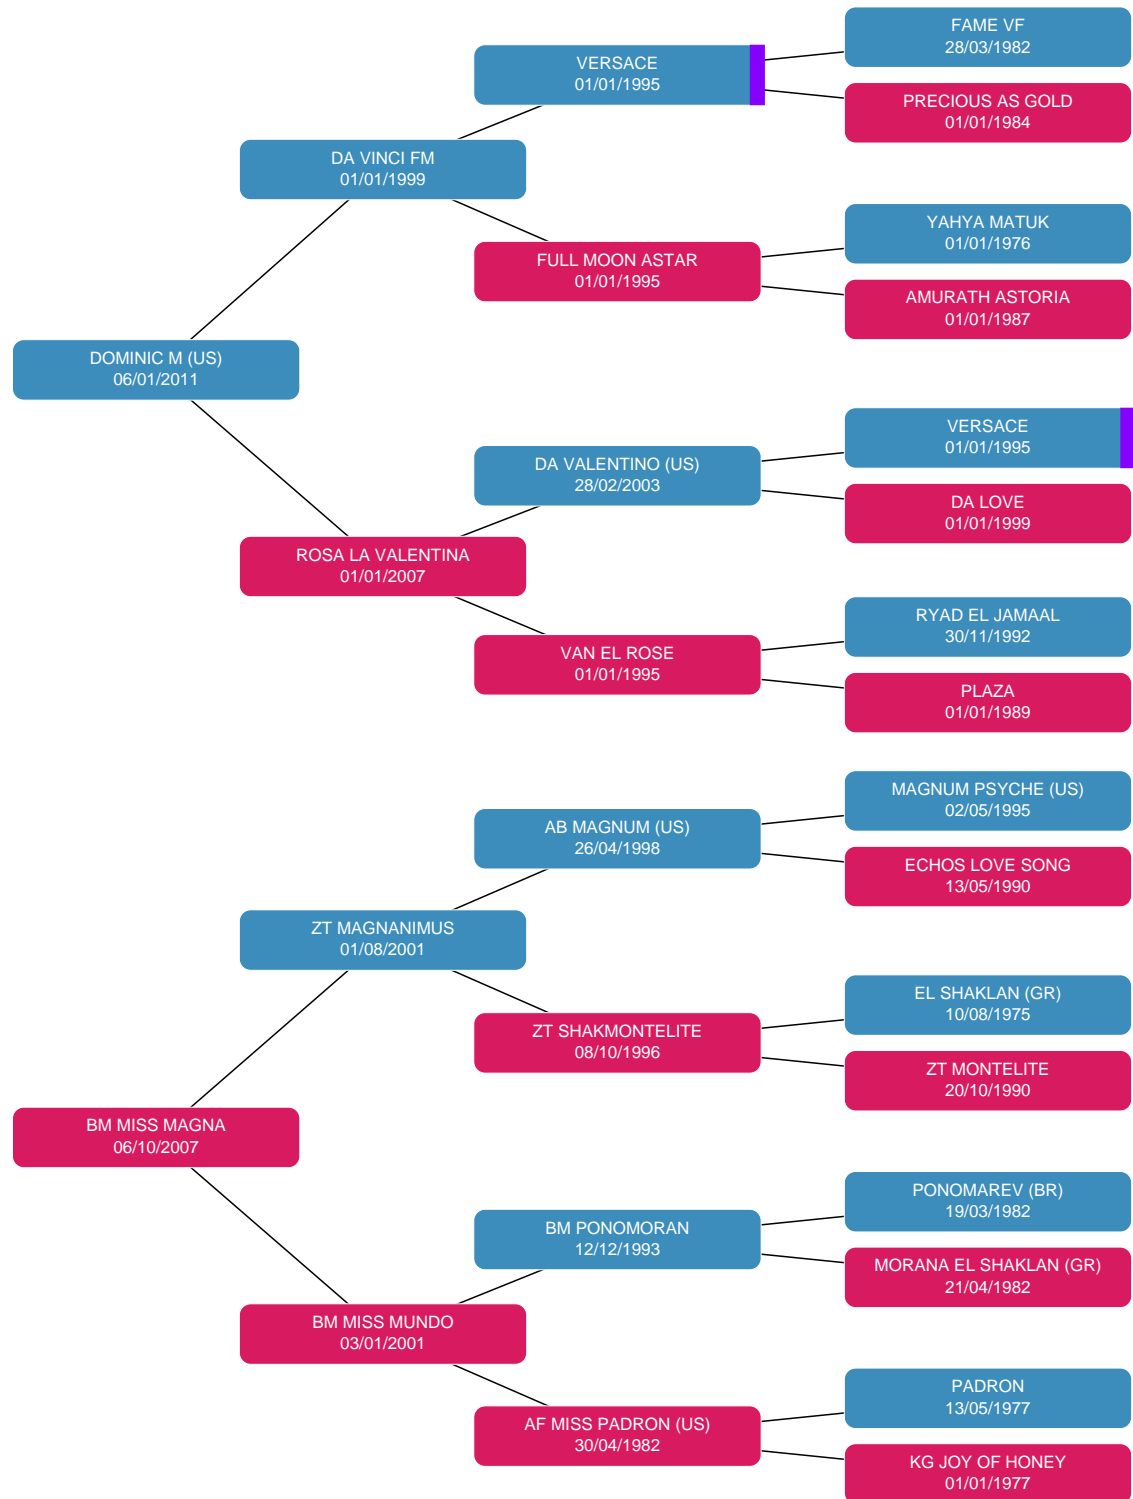 FAME VF
28/03/1982
VERSACE
01/01/1995
PRECIOUS AS GOLD
01/01/1984
DA VINCI FM
01/01/1999
YAHYA MATUK
01/01/1976
FULL MOON ASTAR
01/01/1995
AMURATH ASTORIA
01/01/1987
DOMINIC M (US)
06/01/2011
VERSACE
01/01/1995
DA VALENTINO (US)
28/02/2003
DA LOVE
01/01/1999
ROSA LA VALENTINA
01/01/2007
RYAD EL JAMAAL
30/11/1992
VAN EL ROSE
01/01/1995
PLAZA
01/01/1989
MAGNUM PSYCHE (US)
02/05/1995
AB MAGNUM (US)
26/04/1998
ECHOS LOVE SONG
13/05/1990
ZT MAGNANIMUS
01/08/2001
EL SHAKLAN (GR)
10/08/1975
ZT SHAKMONTELITE
08/10/1996
ZT MONTELITE
20/10/1990
BM MISS MAGNA
06/10/2007
PONOMAREV (BR)
19/03/1982
BM PONOMORAN
12/12/1993
MORANA EL SHAKLAN (GR)
21/04/1982
BM MISS MUNDO
03/01/2001
PADRON
13/05/1977
AF MISS PADRON (US)
30/04/1982
KG JOY OF HONEY
01/01/1977